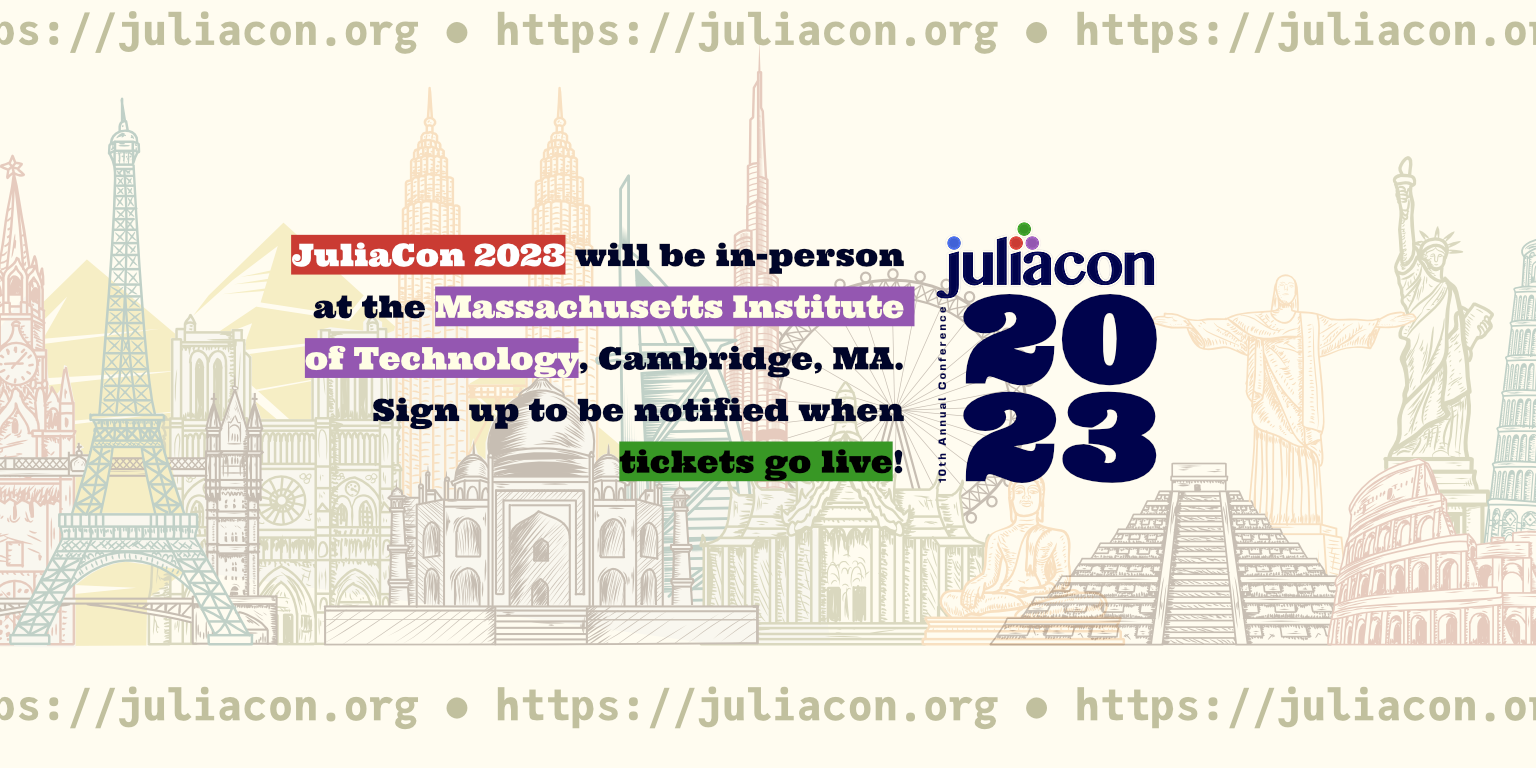 ps://juliacon.org ● https://juliacon.org ● https://juliacon.or
JuliaCon 2023 will be in-person
at the Massachusetts Institute
of Technology, Cambridge, MA.
Sign up to be notified when
tickets go live!
juliacon
20
23
10th Annual Conference
ps://juliacon.org ● https://juliacon.org ● https://juliacon.or